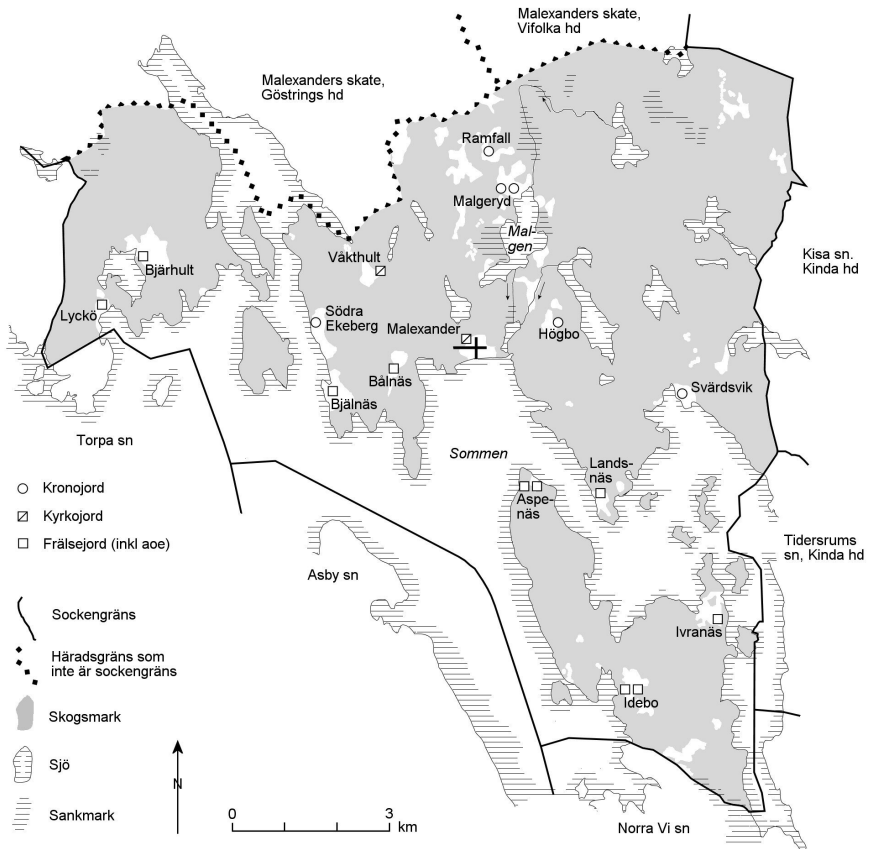 Malexanders skate,
Vifolka hd
Malexanders skate,
Göstrings hd
Ramfall
Malgeryd
Mal-
gen
Kisa sn.
Kinda hd
Våkthult
Bjärhult
Lyckö
Södra
Ekeberg
Malexander
Högbo
Bålnäs
Bjälnäs
Svärdsvik
Torpa sn
Sommen
Lands-
näs
Aspe-
näs
Kronojord
Kyrkojord
Frälsejord (inkl aoe)
Tidersrums
sn, Kinda hd
Asby sn
Ivranäs
Idebo
Sockengräns
Häradsgräns som
inte är sockengräns
Skogsmark
Sjö
Sankmark
N
0 3
km
Norra Vi sn